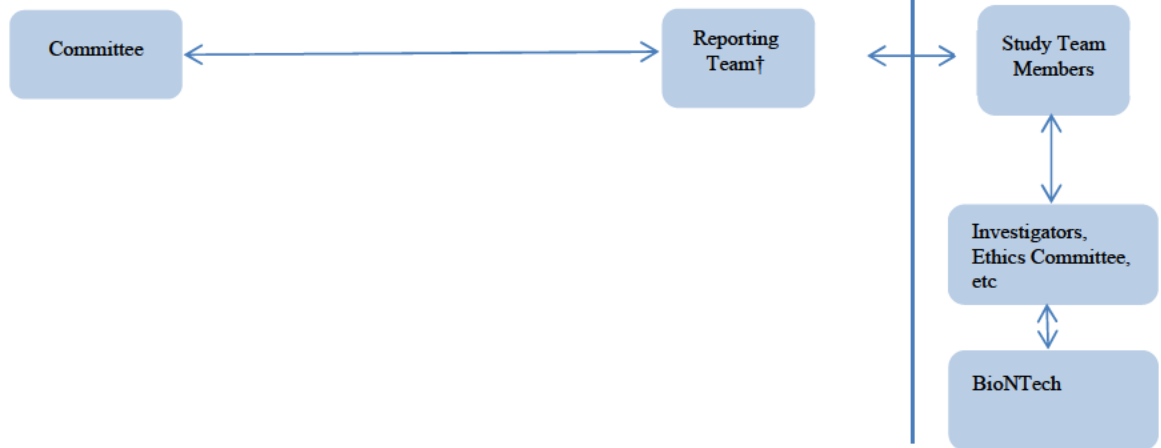 Committee
Reporting
Team†
Study Team
Members
Investigators,
Ethics Committee,
etc
BioNTech